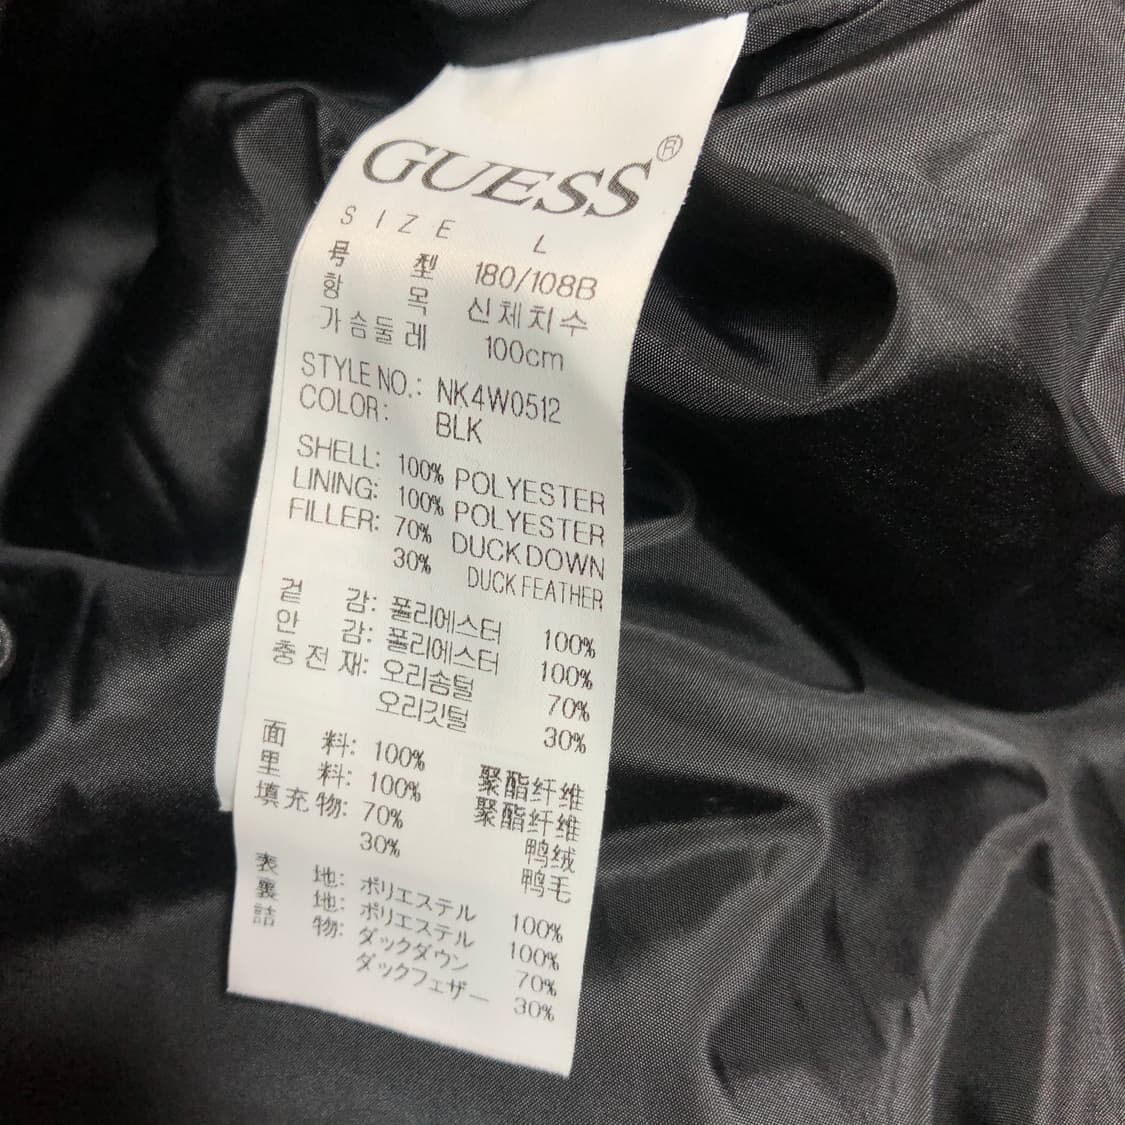 GUESS®
SIZE L
号型 180/108B
항목 신체치수
가슴둘레 100cm
STYLE NO.: NK4W0512
COLOR: BLK
SHELL: 100% POLYESTER
LINING: 100% POLYESTER
FILLER: 70% DUCK DOWN
30% DUCK FEATHER
겉감: 폴리에스터 100%
안감: 폴리에스터 100%
충전재: 오리솜털 70%
오리깃털 30%
面料: 100% 聚酯纤维
里料: 100% 聚酯纤维
填充物: 70% 鸭绒
30% 鸭毛
表地: ポリエステル 100%
裏地: ポリエステル 100%
詰物: ダックダウン 70%
ダックフェザー 30%